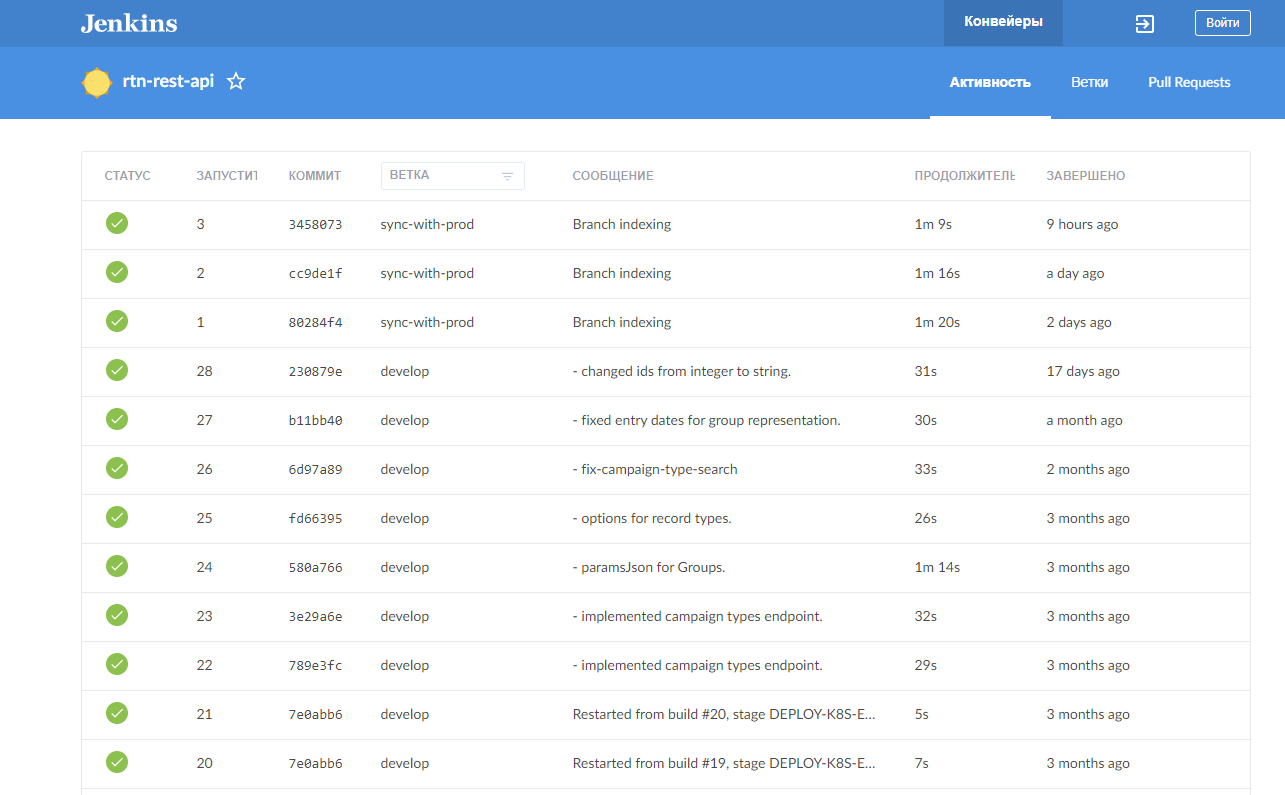 Jenkins Конвейеры Войти
rtn-rest-api Активность Ветки Pull Requests
СТАТУС ЗАПУСТИТ КОММИТ ВЕТКА СООБЩЕНИЕ ПРОДОЛЖИТЕЛЬ ЗАВЕРШЕНО
3 3458073 sync-with-prod Branch indexing 1m 9s 9 hours ago
2 cc9de1f sync-with-prod Branch indexing 1m 16s a day ago
1 80284f4 sync-with-prod Branch indexing 1m 20s 2 days ago
28 230879e develop - changed ids from integer to string. 31s 17 days ago
27 b11bb40 develop - fixed entry dates for group representation. 30s a month ago
26 6d97a89 develop - fix-campaign-type-search 33s 2 months ago
25 fd66395 develop - options for record types. 26s 3 months ago
24 580a766 develop - paramsJson for Groups. 1m 14s 3 months ago
23 3e29a6e develop - implemented campaign types endpoint. 32s 3 months ago
22 789e3fc develop - implemented campaign types endpoint. 29s 3 months ago
21 7e0abb6 develop Restarted from build #20, stage DEPLOY-K8S-E... 5s 3 months ago
20 7e0abb6 develop Restarted from build #19, stage DEPLOY-K8S-E... 7s 3 months ago